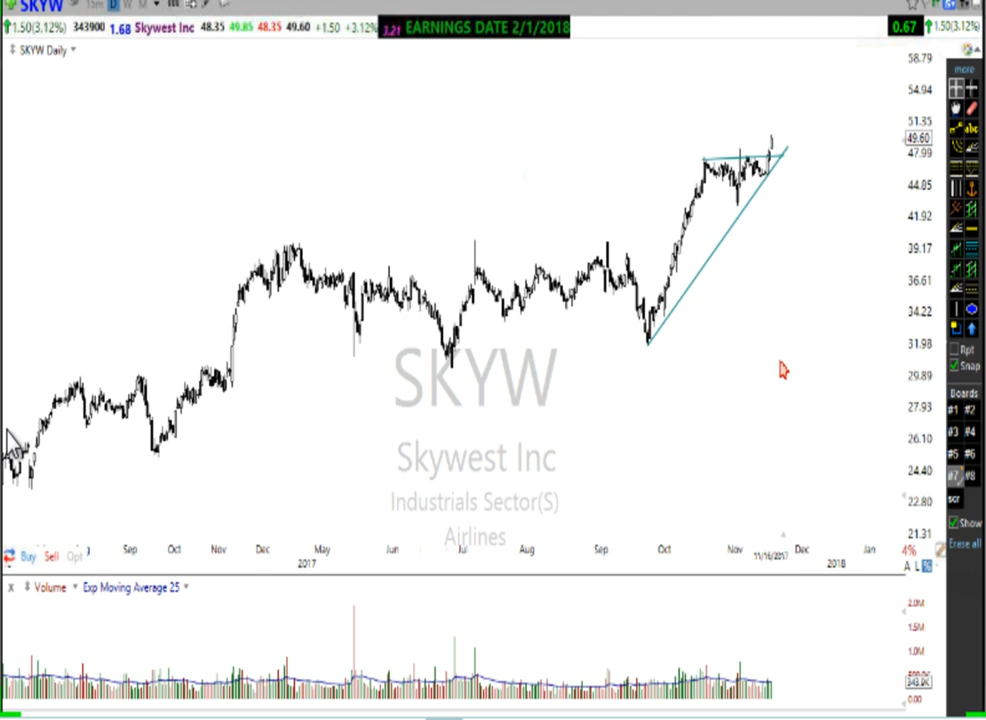 SKYW 15m D W M
1.50(3.12%) 343900 1.68 Skywest Inc 48.35 49.85 48.35 49.60 +1.50 +3.12% 3.21 EARNINGS DATE 2/1/2018 0.67 1.50(3.12%)
SKYW Daily
58.79
more
54.94
51.35
49.60
abc
47.99
44.85
41.92
39.17
36.61
34.22
31.98
Rpt
Snap
29.89
Boards
27.93
#1 #2
26.10
#3 #4
24.40
#5 #6
#7 #8
22.80
scr
21.31
Show
Erase all
SKYW
Skywest Inc
Industrials Sector(S)
Airlines
Buy Sell Opt
Sep Oct Nov Dec May Jun Jul Aug Sep Oct Nov Dec Jan
11/16/2017
4%
2017 2018
A L %
X Volume Exp Moving Average 25
2.0M
1.5M
1.0M
343.9K
0.00